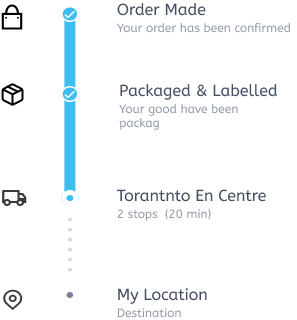 Order Made
Your order has been confirmed
Packaged & Labelled
Your good have been
packag
Torantnto En Centre
2 stops (20 min)
My Location
Destination